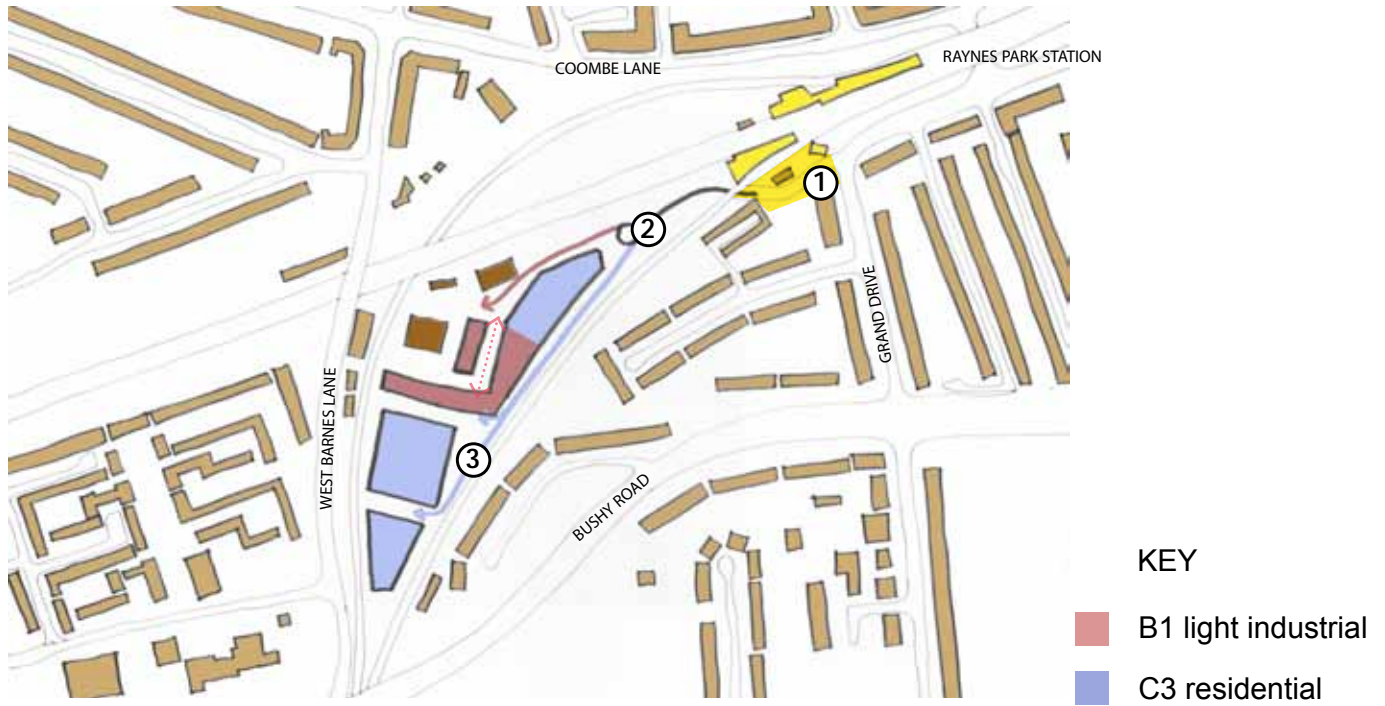 COOMBE LANE
RAYNES PARK STATION
1
2
GRAND DRIVE
WEST BARNES LANE
3
BUSHY ROAD
KEY
B1 light industrial
C3 residential